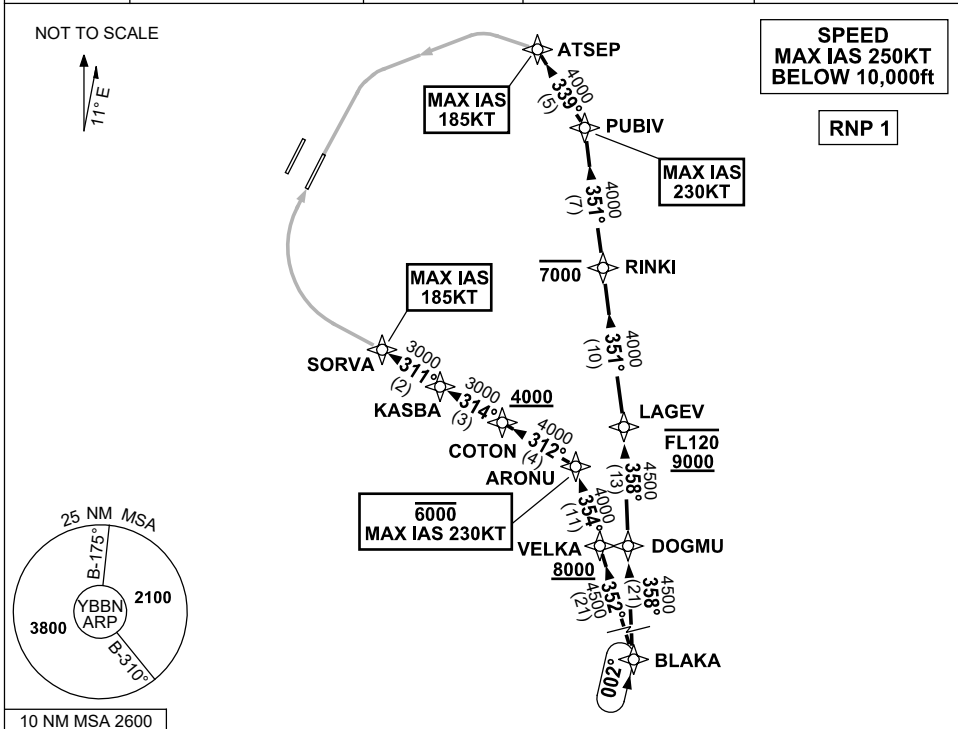 NOT TO SCALE
11° E
ATSEP
SPEED
MAX IAS 250KT
BELOW 10,000ft
RNP 1
MAX IAS
185KT
4000
339°
(5)
PUBIV
MAX IAS
230KT
4000
351°
(7)
7000
RINKI
MAX IAS
185KT
4000
351°
(10)
SORVA
3000
311°
(2)
KASBA
3000
314°
(3)
4000
COTON
4000
312°
(4)
ARONU
LAGEV
FL120
9000
4500
358°
(13)
6000
MAX IAS 230KT
4000
354°
(11)
VELKA
8000
DOGMU
4500
352°
(21)
4500
358°
(21)
BLAKA
002°
25 NM MSA
B-175°
YBBN
ARP
2100
3800
B-310°
10 NM MSA 2600